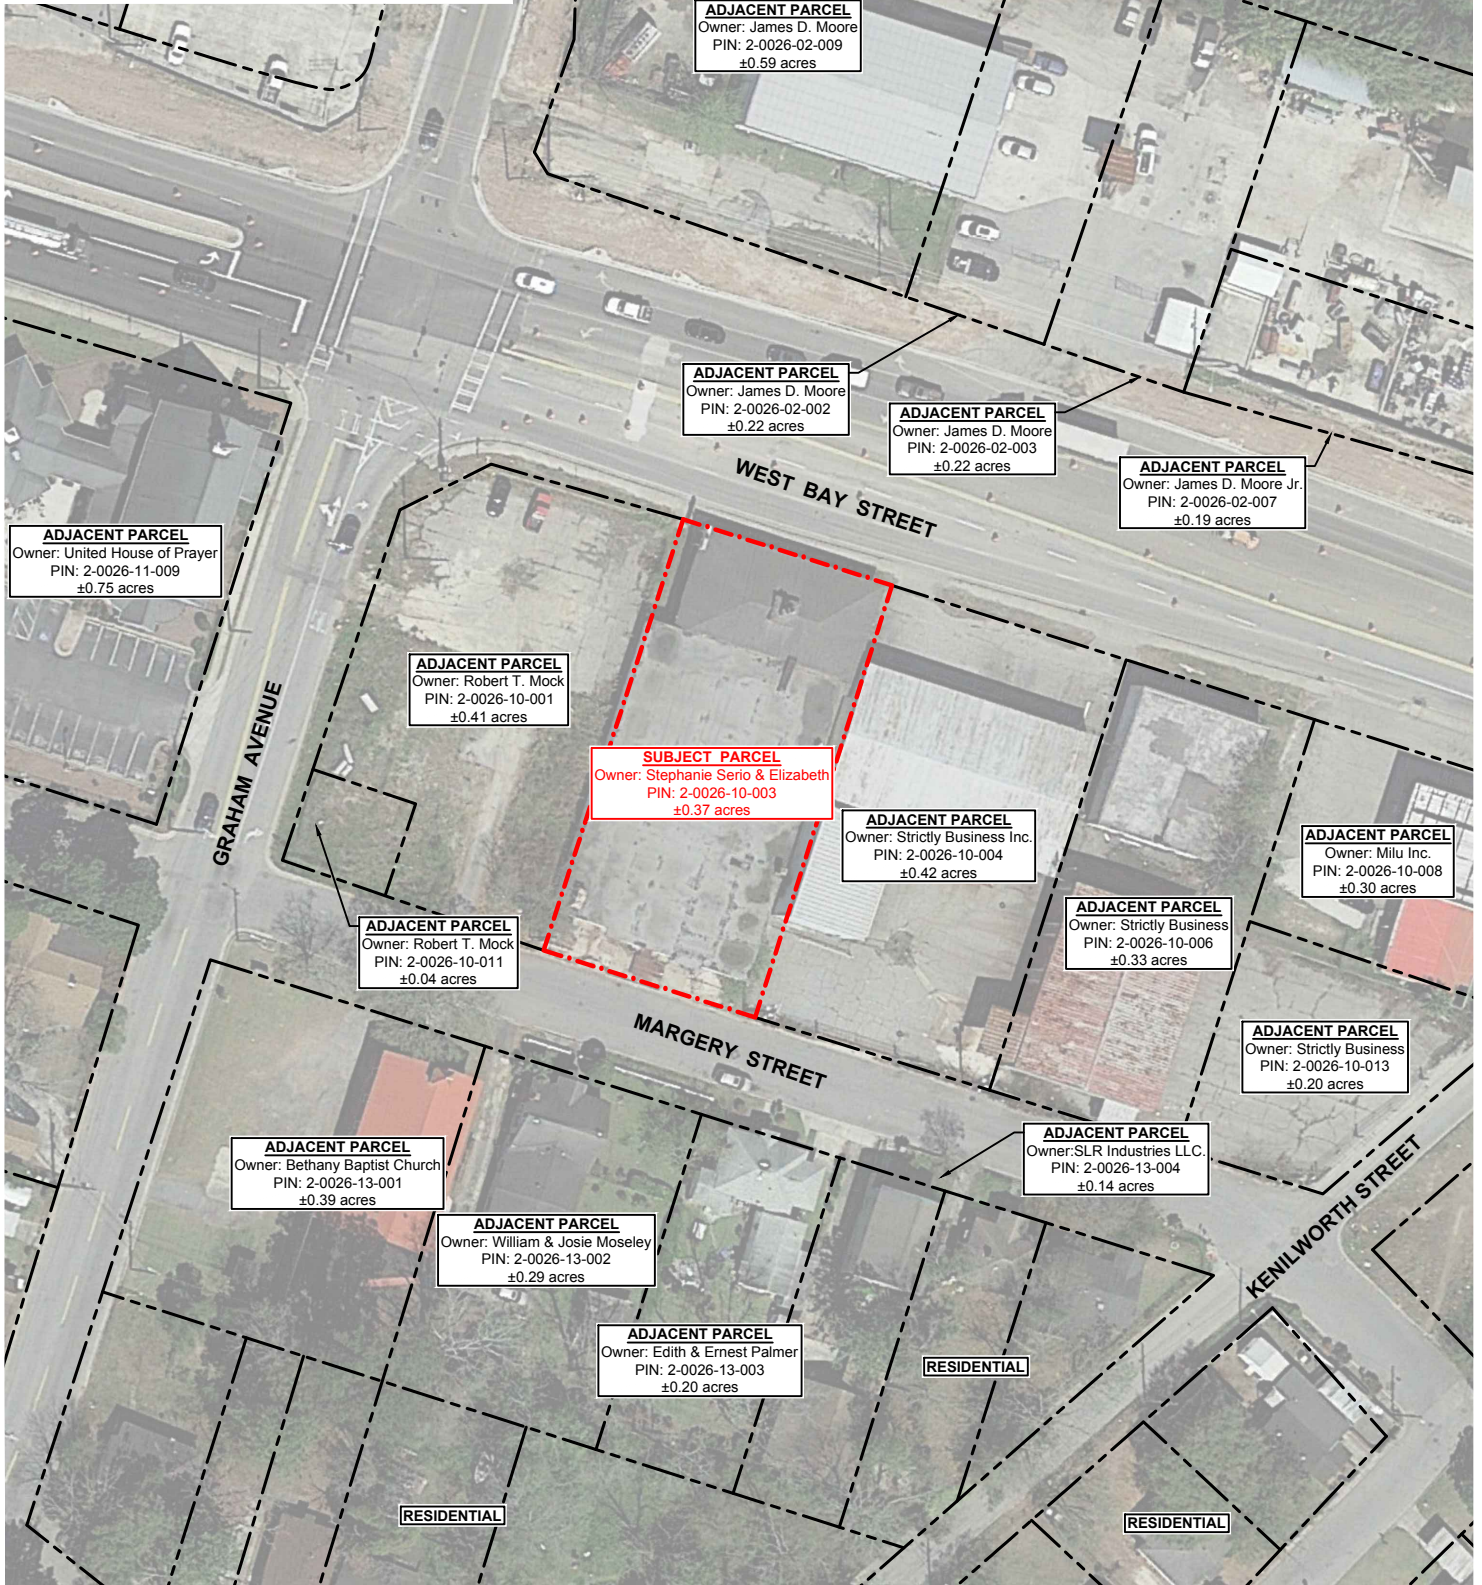 ADJACENT PARCEL
Owner: James D. Moore
PIN: 2-0026-02-009
±0.59 acres
ADJACENT PARCEL
Owner: James D. Moore
PIN: 2-0026-02-002
±0.22 acres
ADJACENT PARCEL
Owner: James D. Moore
PIN: 2-0026-02-003
±0.22 acres
ADJACENT PARCEL
Owner: James D. Moore Jr.
PIN: 2-0026-02-007
±0.19 acres
WEST BAY STREET
ADJACENT PARCEL
Owner: United House of Prayer
PIN: 2-0026-11-009
±0.75 acres
ADJACENT PARCEL
Owner: Robert T. Mock
PIN: 2-0026-10-001
±0.41 acres
GRAHAM AVENUE
SUBJECT PARCEL
Owner: Stephanie Serio & Elizabeth
PIN: 2-0026-10-003
±0.37 acres
ADJACENT PARCEL
Owner: Strictly Business Inc.
PIN: 2-0026-10-004
±0.42 acres
ADJACENT PARCEL
Owner: Milu Inc.
PIN: 2-0026-10-008
±0.30 acres
ADJACENT PARCEL
Owner: Strictly Business
PIN: 2-0026-10-006
±0.33 acres
ADJACENT PARCEL
Owner: Robert T. Mock
PIN: 2-0026-10-011
±0.04 acres
MARGERY STREET
ADJACENT PARCEL
Owner: Strictly Business
PIN: 2-0026-10-013
±0.20 acres
ADJACENT PARCEL
Owner:SLR Industries LLC.
PIN: 2-0026-13-004
±0.14 acres
ADJACENT PARCEL
Owner: Bethany Baptist Church
PIN: 2-0026-13-001
±0.39 acres
KENILWORTH STREET
ADJACENT PARCEL
Owner: William & Josie Moseley
PIN: 2-0026-13-002
±0.29 acres
ADJACENT PARCEL
Owner: Edith & Ernest Palmer
PIN: 2-0026-13-003
±0.20 acres
RESIDENTIAL
RESIDENTIAL
RESIDENTIAL